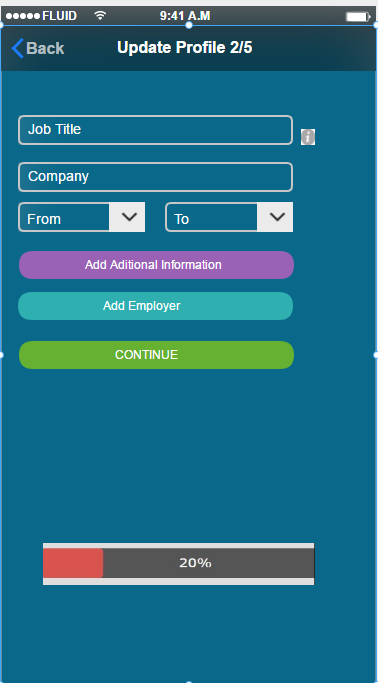 FLUID 9:41 A.M
Back Update Profile 2/5
Job Title
i
Company
From To
Add Aditional Information
Add Employer
CONTINUE
20%